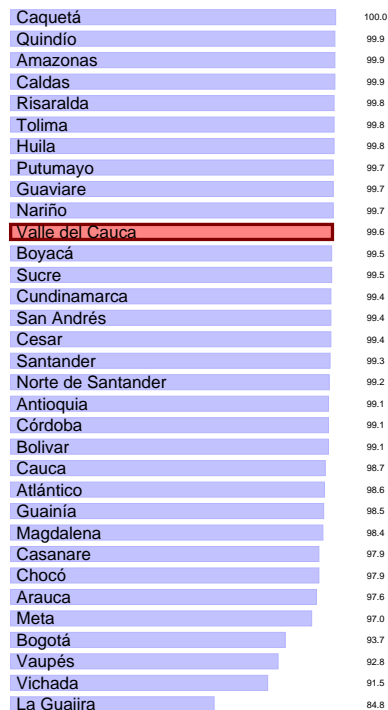 Caquetá 100.0
Quindío 99.9
Amazonas 99.9
Caldas 99.9
Risaralda 99.8
Tolima 99.8
Huila 99.8
Putumayo 99.7
Guaviare 99.7
Nariño 99.7
Valle del Cauca 99.6
Boyacá 99.5
Sucre 99.5
Cundinamarca 99.4
San Andrés 99.4
Cesar 99.4
Santander 99.3
Norte de Santander 99.2
Antioquia 99.1
Córdoba 99.1
Bolivar 99.1
Cauca 98.7
Atlántico 98.6
Guainía 98.5
Magdalena 98.4
Casanare 97.9
Chocó 97.9
Arauca 97.6
Meta 97.0
Bogotá 93.7
Vaupés 92.8
Vichada 91.5
La Guajira 84.8